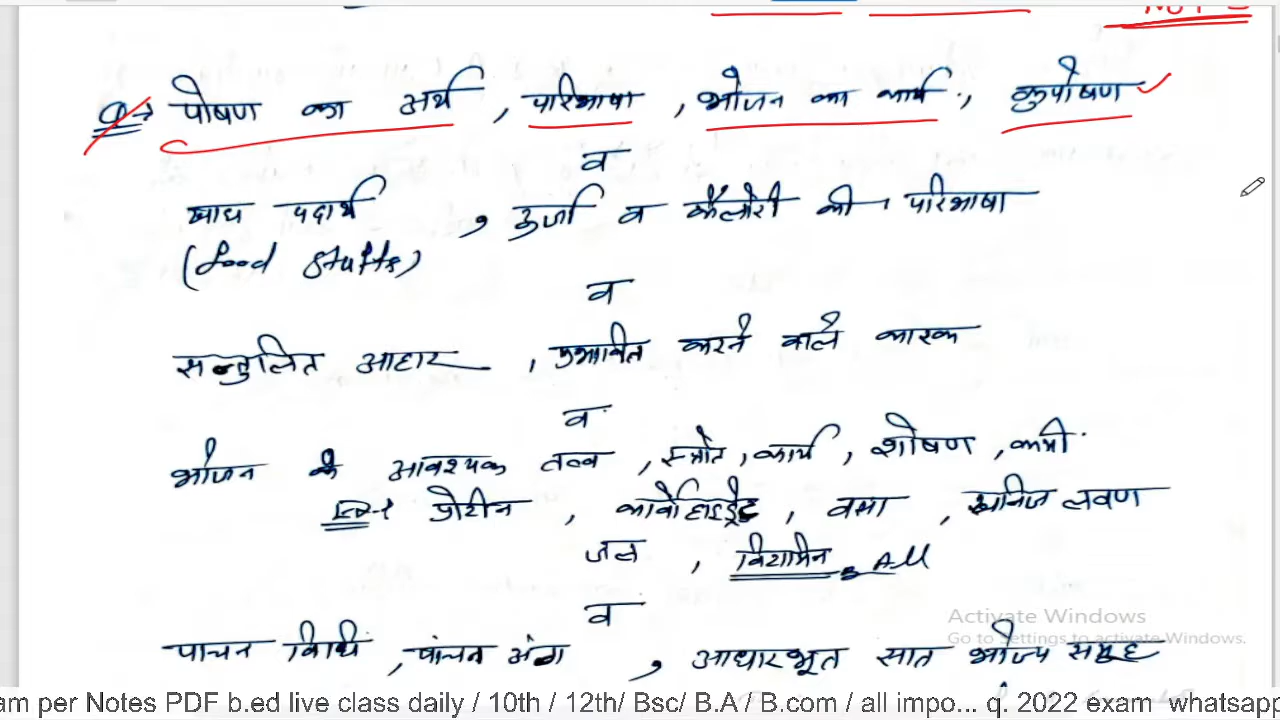 Q→ पोषण का अर्थ , परिभाषा , भोजन का कार्य , कुपोषण
व
खाध पदार्थ , ऊर्जा व कैलोरी की परिभाषा
(food stuffs)
व
सन्तुलित आहार , प्रभावित करने वाले कारक
व
भोजन के आवश्यक तत्व , स्त्रोत , कार्य , शोषण , कमी
प्रोटीन , कार्बोहाइड्रेट , वसा , खनिज लवण
जल , विटामिन All
व
Activate Windows
Go to Settings to activate Windows.
पाचन विधि , पाचन अंग , आधारभूत सात भोज्य समूह
am per Notes PDF b.ed live class daily / 10th / 12th/ Bsc/ B.A / B.com / all impo... q. 2022 exam whatsapp